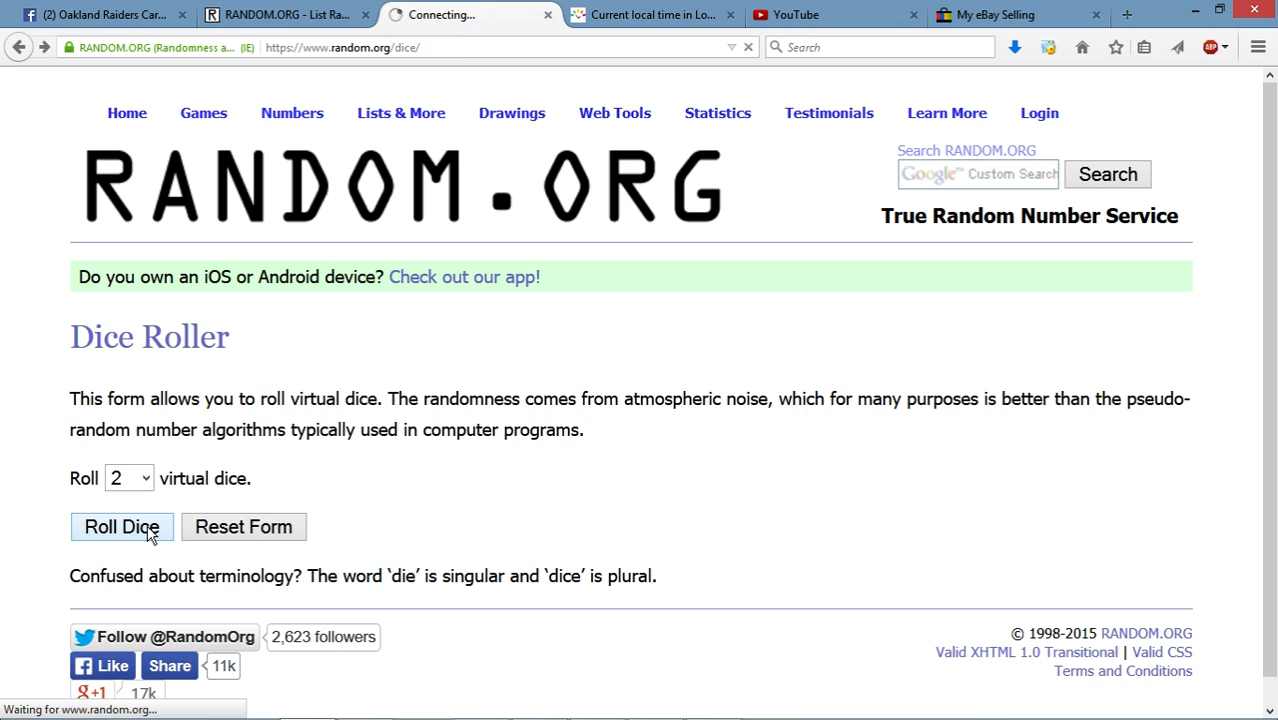 (2) Oakland Raiders Car...
RANDOM.ORG - List Ra...
Connecting...
Current local time in Lo...
YouTube
My eBay Selling
RANDOM.ORG (Randomness a... (IE)
https://www.random.org/dice/
Search
ABP
Home Games Numbers Lists & More Drawings Web Tools Statistics Testimonials Learn More Login
RANDOM.ORG
Search RANDOM.ORG
Google™ Custom Search
Search
True Random Number Service
Do you own an iOS or Android device? Check out our app!
Dice Roller
This form allows you to roll virtual dice. The randomness comes from atmospheric noise, which for many purposes is better than the pseudo-
random number algorithms typically used in computer programs.
Roll 2 virtual dice.
Roll Dice Reset Form
Confused about terminology? The word ‘die’ is singular and ‘dice’ is plural.
Follow @RandomOrg 2,623 followers
Like Share 11k
g+1 17k
© 1998-2015 RANDOM.ORG
Valid XHTML 1.0 Transitional | Valid CSS
Terms and Conditions
Waiting for www.random.org...